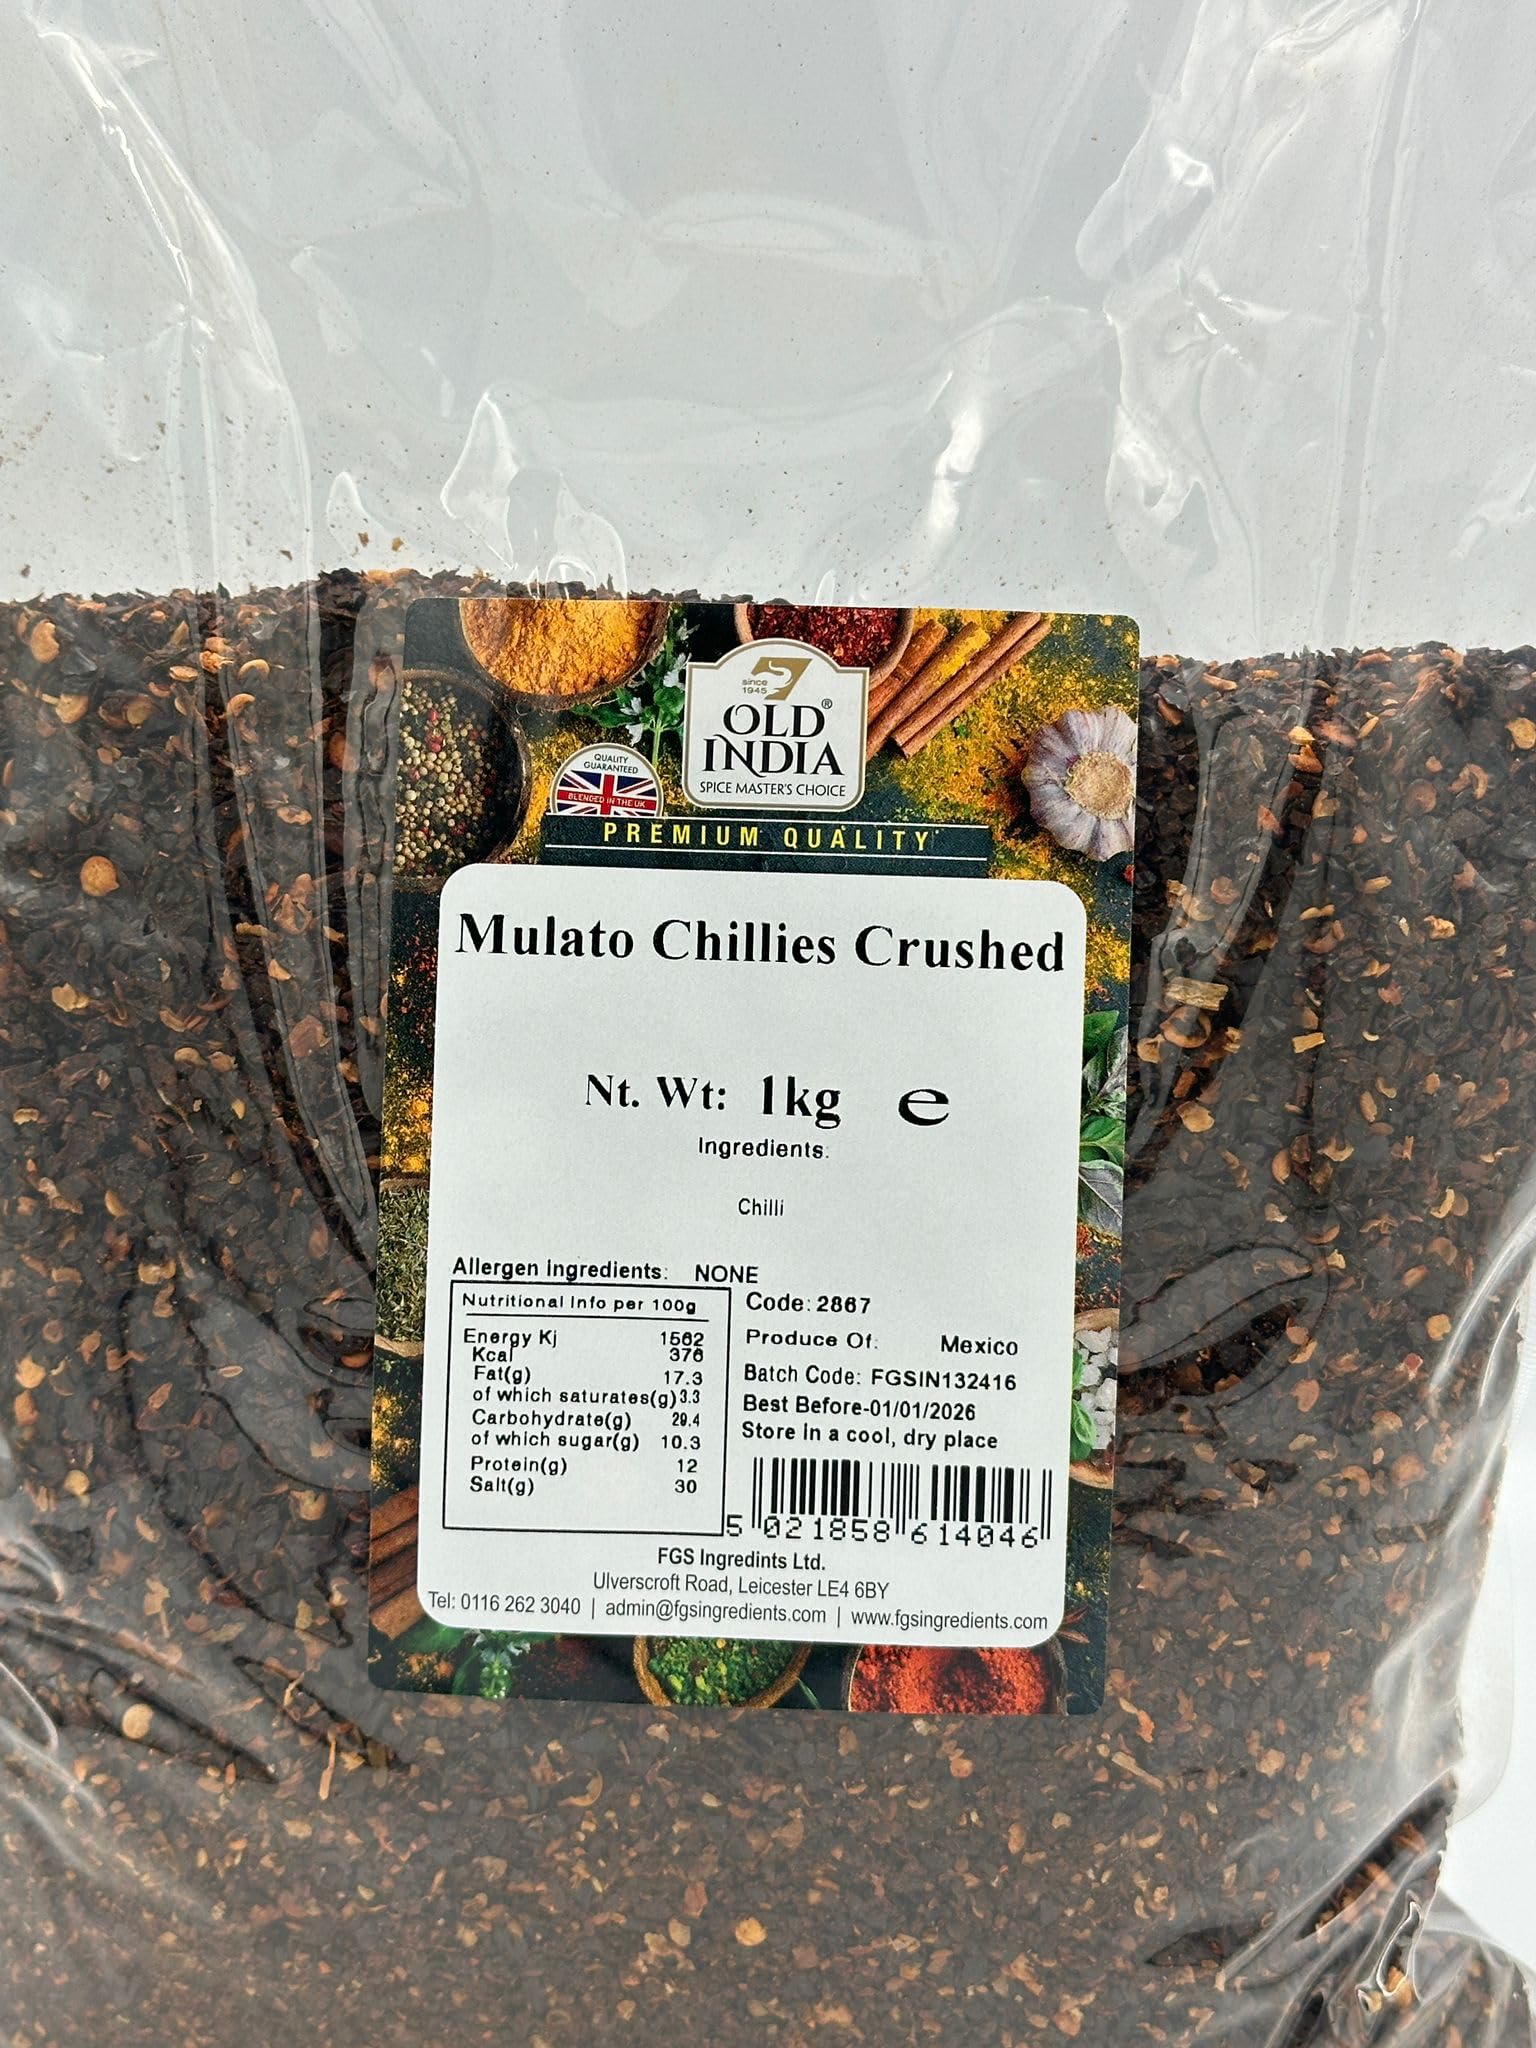 since
1945
OLD®
INDIA
SPICE MASTER'S CHOICE
QUALITY
GUARANTEED
BLENDED IN THE UK
PREMIUM QUALITY
Mulato Chillies Crushed
Nt. Wt: 1kg e
Ingredients:
Chilli
Allergen ingredients: NONE
Nutritional Info per 100g
Energy Kj 1562
Kcal 376
Fat(g) 17.3
of which saturates(g) 3.3
Carbohydrate(g) 29.4
of which sugar(g) 10.3
Protein(g) 12
Salt(g) 30
Code: 2867
Produce Of: Mexico
Batch Code: FGSIN132416
Best Before-01/01/2026
Store in a cool, dry place
5 021858 614046
FGS Ingredints Ltd.
Ulverscroft Road, Leicester LE4 6BY
Tel: 0116 262 3040 | admin@fgsingredients.com | www.fgsingredients.com